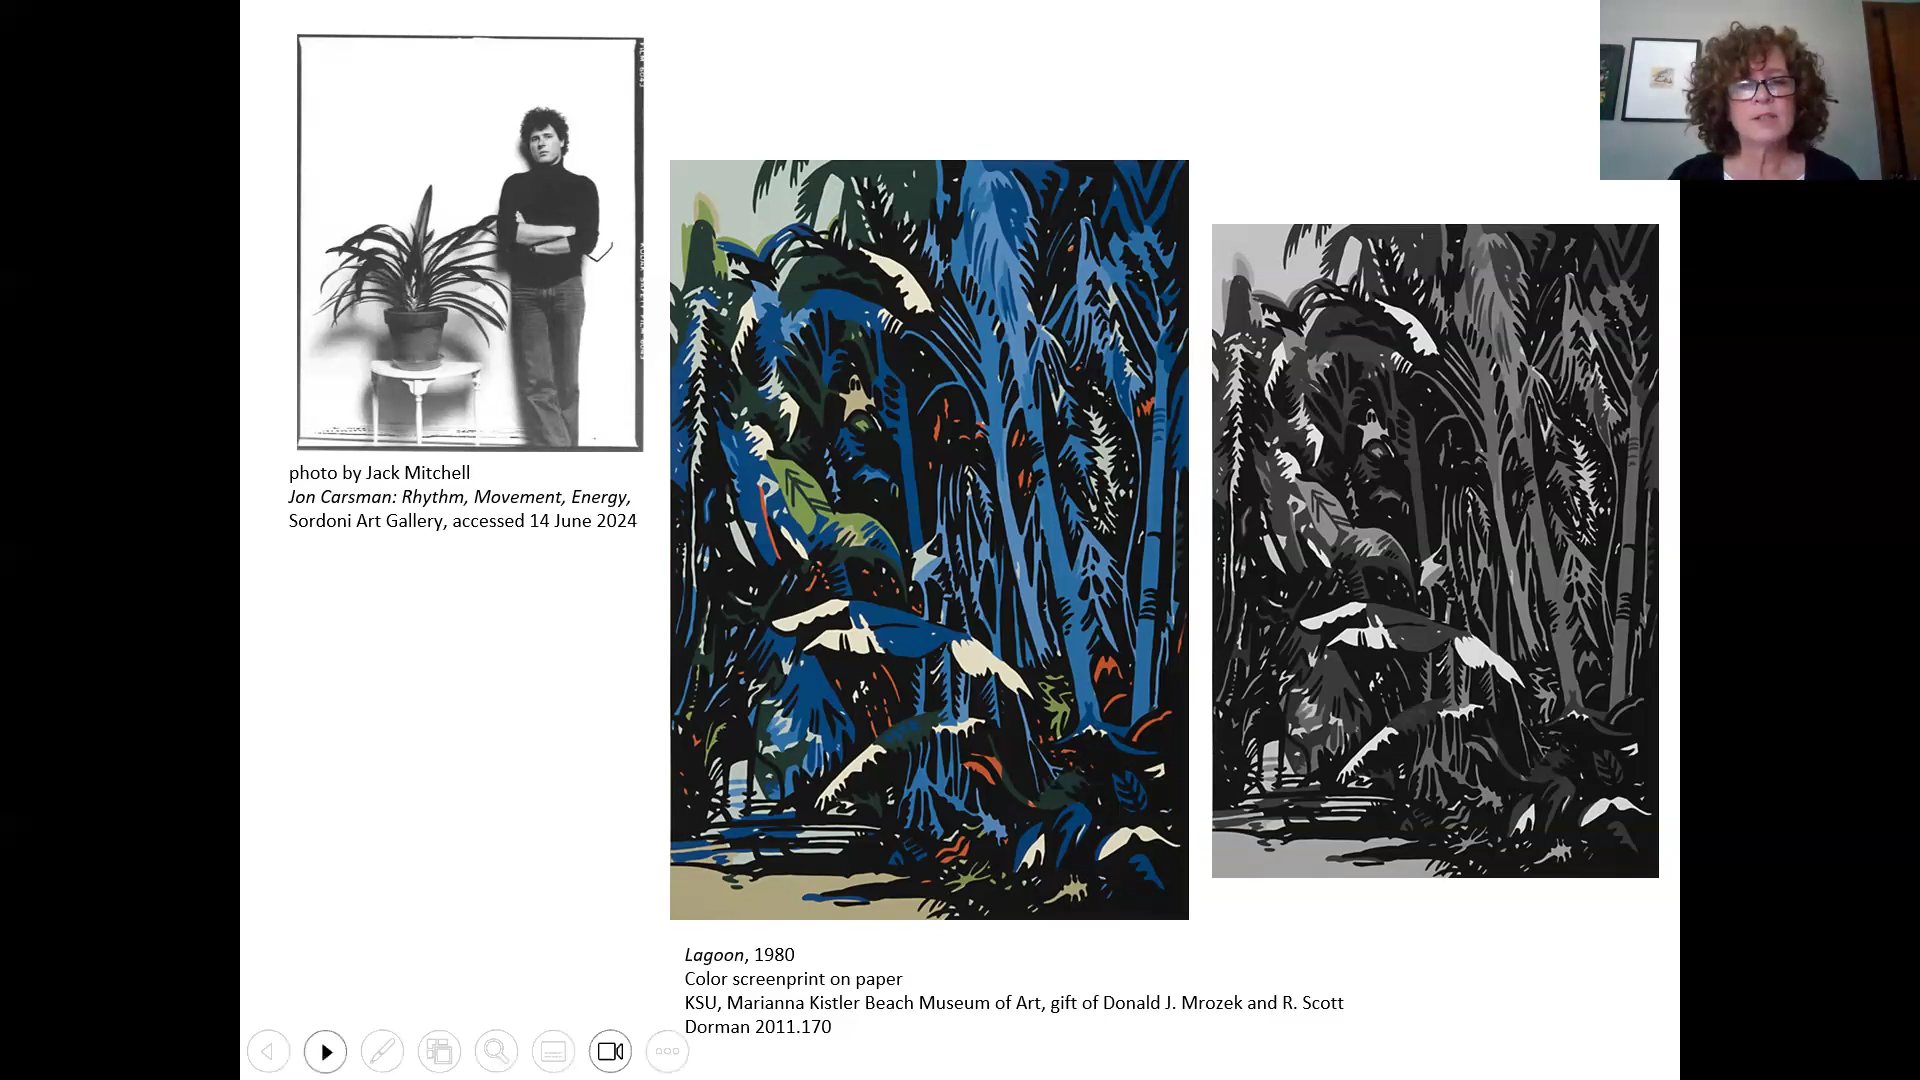 photo by Jack Mitchell
Jon Carsman: Rhythm, Movement, Energy,
Sordoni Art Gallery, accessed 14 June 2024
Lagoon, 1980
Color screenprint on paper
KSU, Marianna Kistler Beach Museum of Art, gift of Donald J. Mrozek and R. Scott
Dorman 2011.170